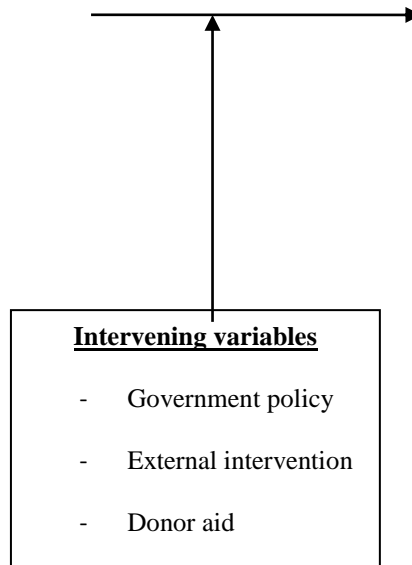 Intervening variables
- Government policy
- External intervention
- Donor aid